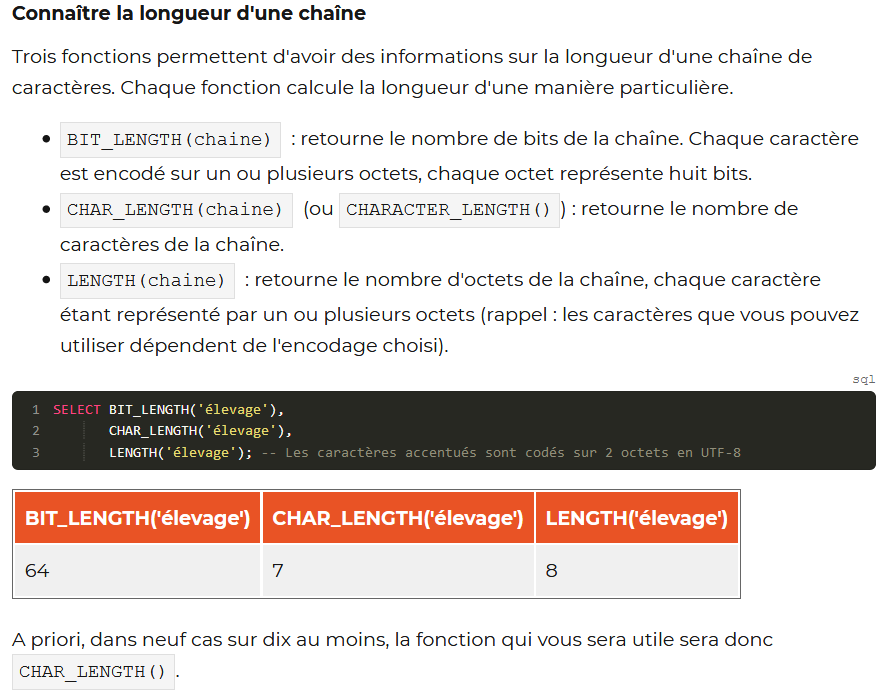 Connaître la longueur d'une chaîne
Trois fonctions permettent d'avoir des informations sur la longueur d'une chaîne de
caractères. Chaque fonction calcule la longueur d'une manière particulière.
• BIT_LENGTH(chaine) : retourne le nombre de bits de la chaîne. Chaque caractère
est encodé sur un ou plusieurs octets, chaque octet représente huit bits.
• CHAR_LENGTH(chaine) (ou CHARACTER_LENGTH()) : retourne le nombre de
caractères de la chaîne.
• LENGTH(chaine) : retourne le nombre d'octets de la chaîne, chaque caractère
étant représenté par un ou plusieurs octets (rappel : les caractères que vous pouvez
utiliser dépendent de l'encodage choisi).
sql
1 SELECT BIT_LENGTH('élevage'),
2 CHAR_LENGTH('élevage'),
3 LENGTH('élevage'); -- Les caractères accentués sont codés sur 2 octets en UTF-8
BIT_LENGTH('élevage') CHAR_LENGTH('élevage') LENGTH('élevage')
64 7 8
A priori, dans neuf cas sur dix au moins, la fonction qui vous sera utile sera donc
CHAR_LENGTH() .